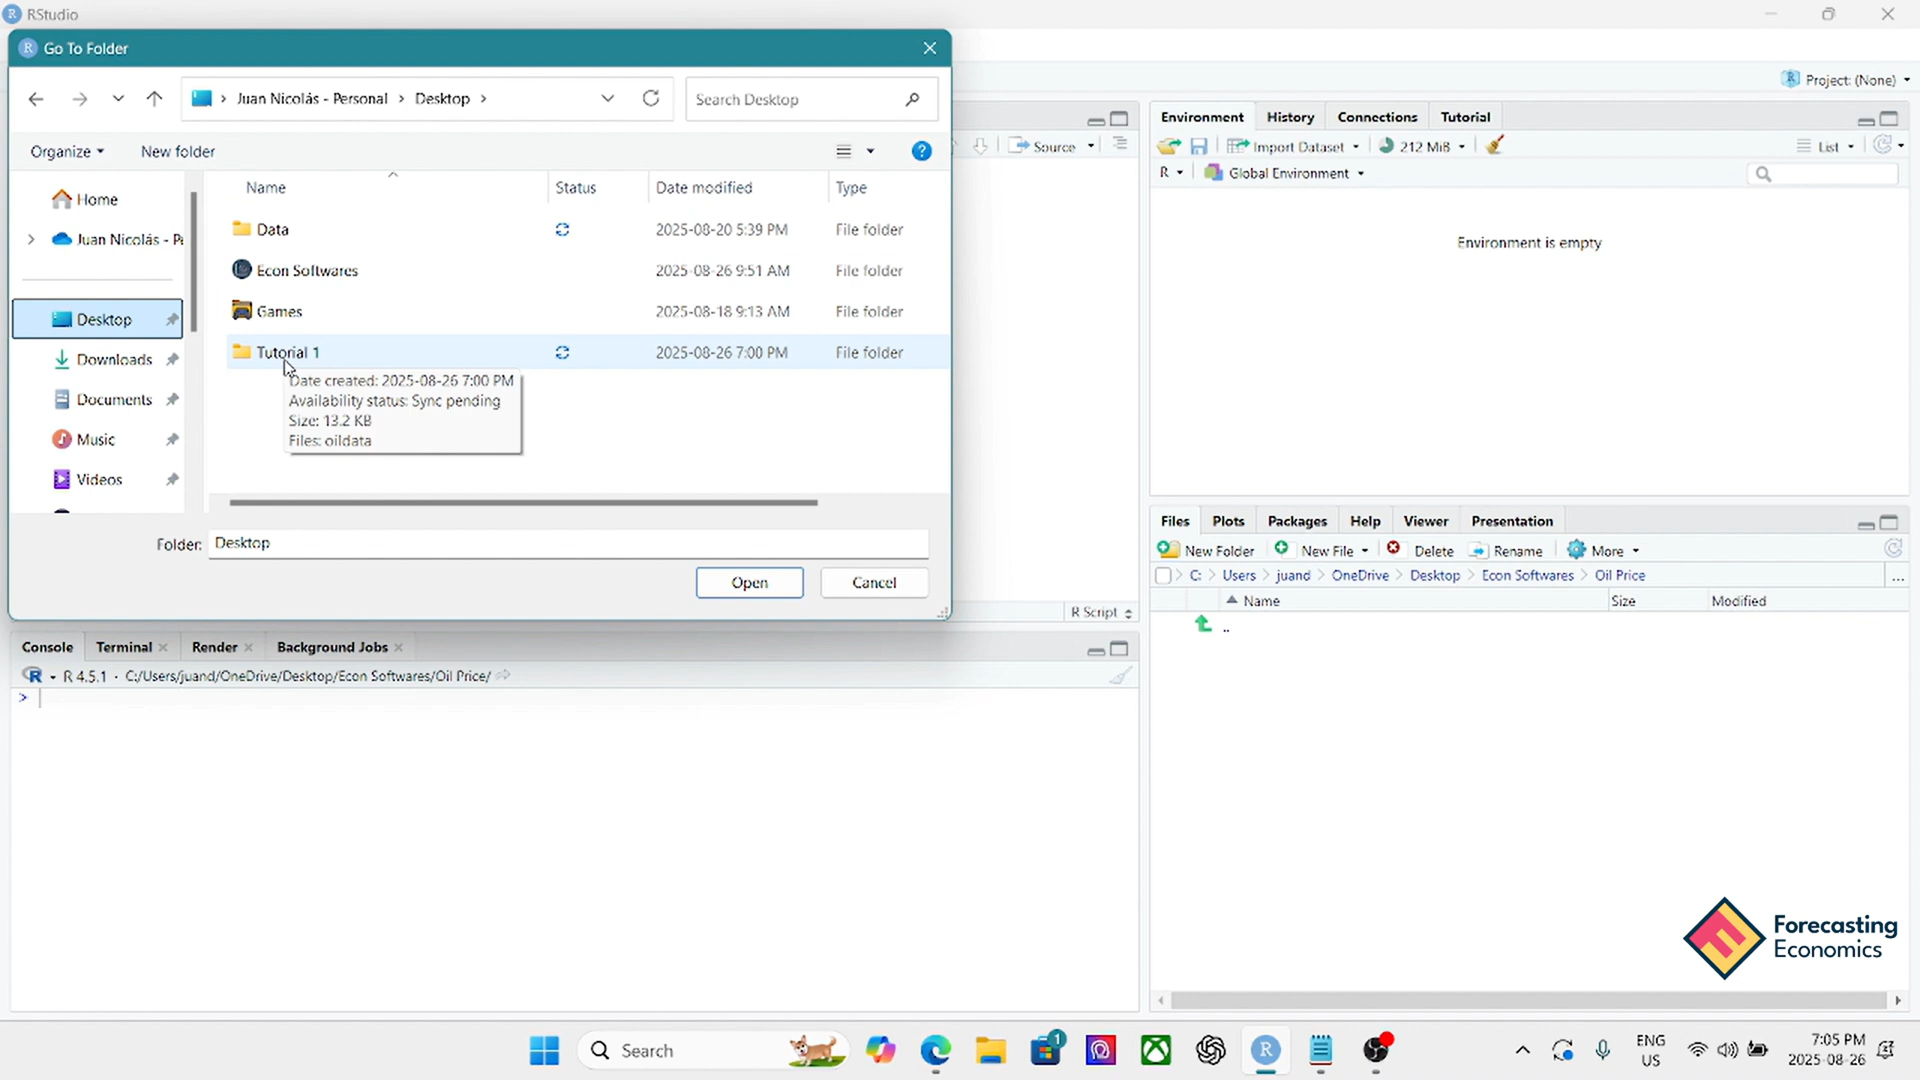 RStudio
Go To Folder
Juan Nicolás - Personal > Desktop >
Search Desktop
Organize
New folder
Home
Juan Nicolás - Pe
Desktop
Downloads
Documents
Music
Videos
Name Status Date modified Type
Data 2025-08-20 5:39 PM File folder
Econ Softwares 2025-08-26 9:51 AM File folder
Games 2025-08-18 9:13 AM File folder
Tutorial 1 2025-08-26 7:00 PM File folder
Date created: 2025-08-26 7:00 PM
Availability status: Sync pending
Size: 13.2 KB
Files: oildata
Folder: Desktop
Open Cancel
Project: (None)
Source
R Script
Environment History Connections Tutorial
Import Dataset 212 MiB List
R Global Environment
Environment is empty
Files Plots Packages Help Viewer Presentation
New Folder New File Delete Rename More
C: > Users > juand > OneDrive > Desktop > Econ Softwares > Oil Price ...
Name Size Modified
..
Console Terminal Render Background Jobs
R 4.5.1 · C:/Users/juand/OneDrive/Desktop/Econ Softwares/Oil Price/
>
Forecasting
Economics
Search
1
ENG
US
7:05 PM
2025-08-26